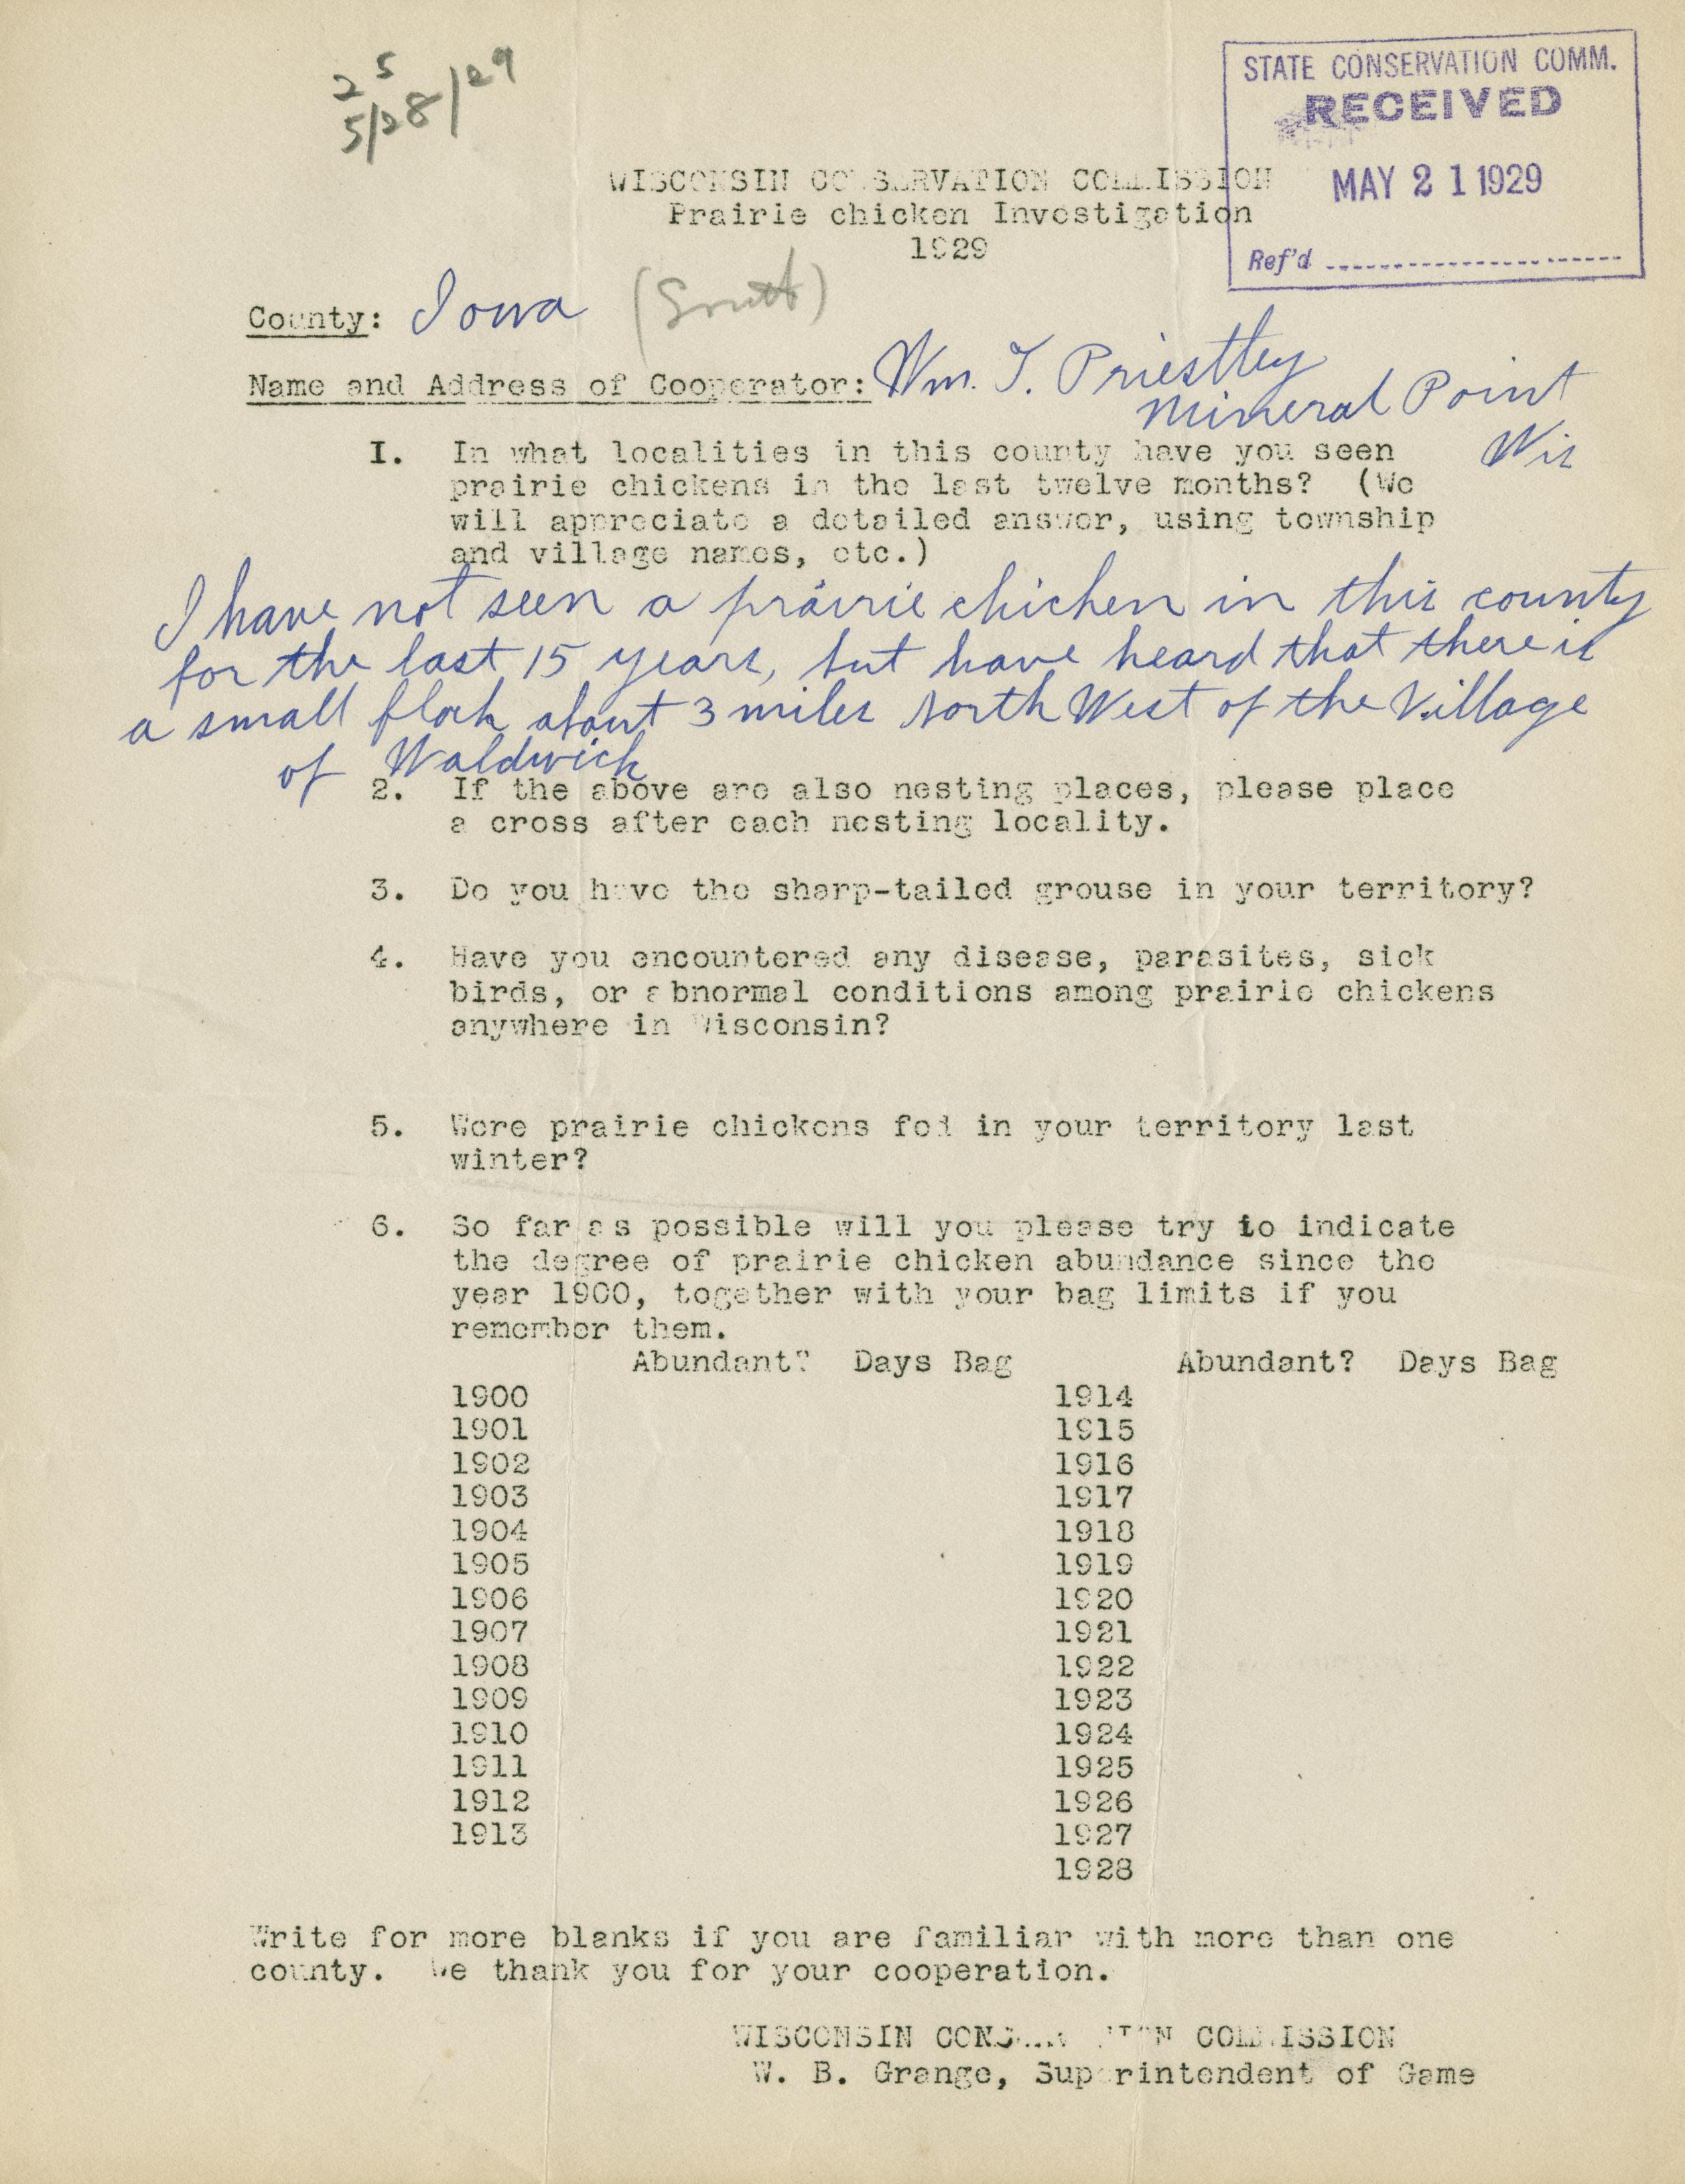 2 5
5/28/29
STATE CONSERVATION COMM.
RECEIVED
MAY 21 1929
Ref'd
WISCONSIN CONSERVATION COMMISSION
Prairie chicken Investigation
1929
County: Iowa
Name and Address of Cooperator: Wm. T. Priestley
Mineral Point
Wis
I. In what localities in this county have you seen
prairie chickens in the last twelve months? (We
will appreciate a detailed answer, using township
and village names, etc.)
I have not seen a prairie chicken in this county
for the last 15 years, but have heard that there is
a small flock about 3 miles North West of the Village
of Waldwick
2. If the above are also nesting places, please place
a cross after each nesting locality.
3. Do you have the sharp-tailed grouse in your territory?
4. Have you encountered any disease, parasites, sick
birds, or abnormal conditions among prairie chickens
anywhere in Wisconsin?
5. Were prairie chickens fed in your territory last
winter?
6. So far as possible will you please try to indicate
the degree of prairie chicken abundance since the
year 1900, together with your bag limits if you
remember them.
Abundant? Days Bag Abundant? Days Bag
1900 1914
1901 1915
1902 1916
1903 1917
1904 1918
1905 1919
1906 1920
1907 1921
1908 1922
1909 1923
1910 1924
1911 1925
1912 1926
1913 1927
1928
Write for more blanks if you are familiar with more than one
county. We thank you for your cooperation.
WISCONSIN CONSERVATION COMMISSION
W. B. Grange, Superintendent of Game